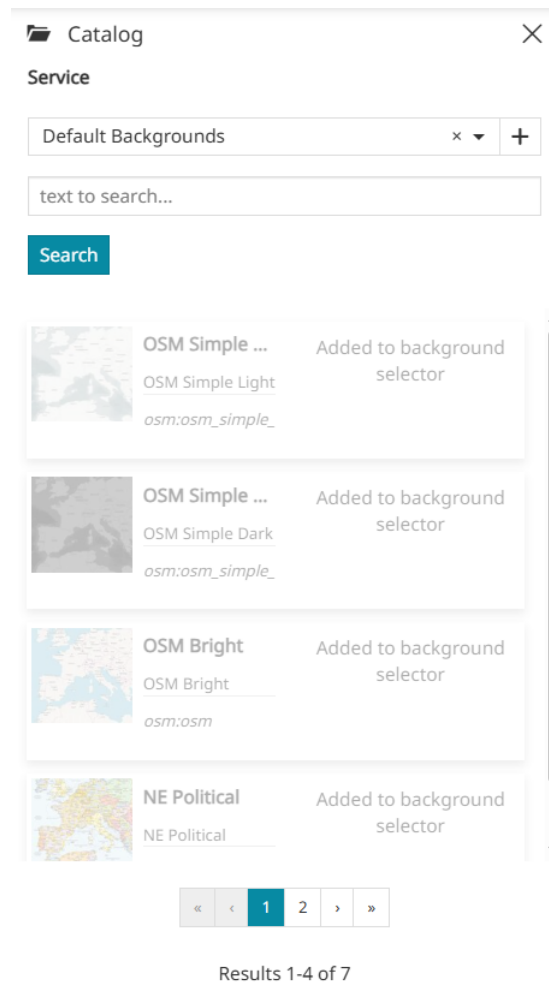 Catalog
Service
Default Backgrounds × +
text to search...
Search
OSM Simple ...
OSM Simple Light
osm:osm_simple_
Added to background
selector
OSM Simple ...
OSM Simple Dark
osm:osm_simple_
Added to background
selector
OSM Bright
OSM Bright
osm:osm
Added to background
selector
NE Political
NE Political
Added to background
selector
« ‹ 1 2 › »
Results 1-4 of 7